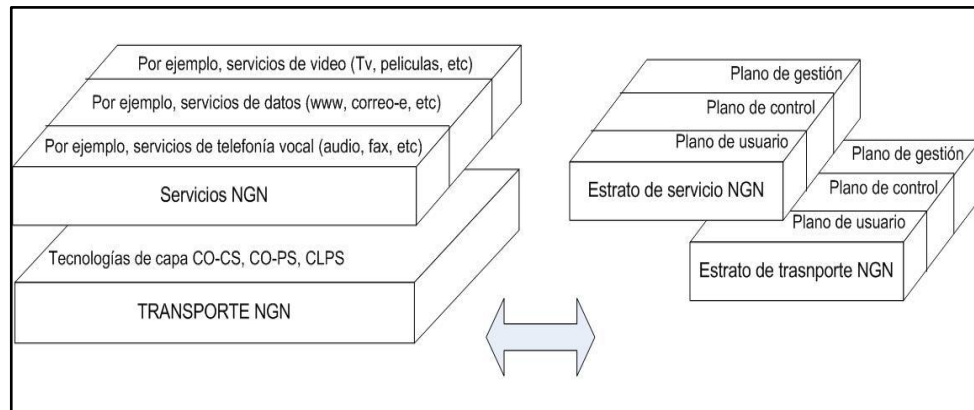 Por ejemplo, servicios de video (Tv, peliculas, etc)
Por ejemplo, servicios de datos (www, correo-e, etc)
Por ejemplo, servicios de telefonía vocal (audio, fax, etc)
Servicios NGN
Tecnologías de capa CO-CS, CO-PS, CLPS
TRANSPORTE NGN
Plano de gestión
Plano de control
Plano de usuario
Estrato de servicio NGN
Plano de gestión
Plano de control
Plano de usuario
Estrato de trasnporte NGN